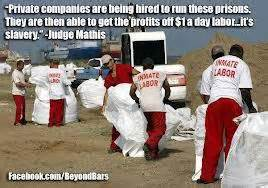 "Private companies are being hired to run these prisons.
They are then able to get the profits off $1 a day labor...it's
slavery." -Judge Mathis
INMATE
LABOR
INMATE
LABOR
INMATE
LABOR
Facebook.com/BeyondBars